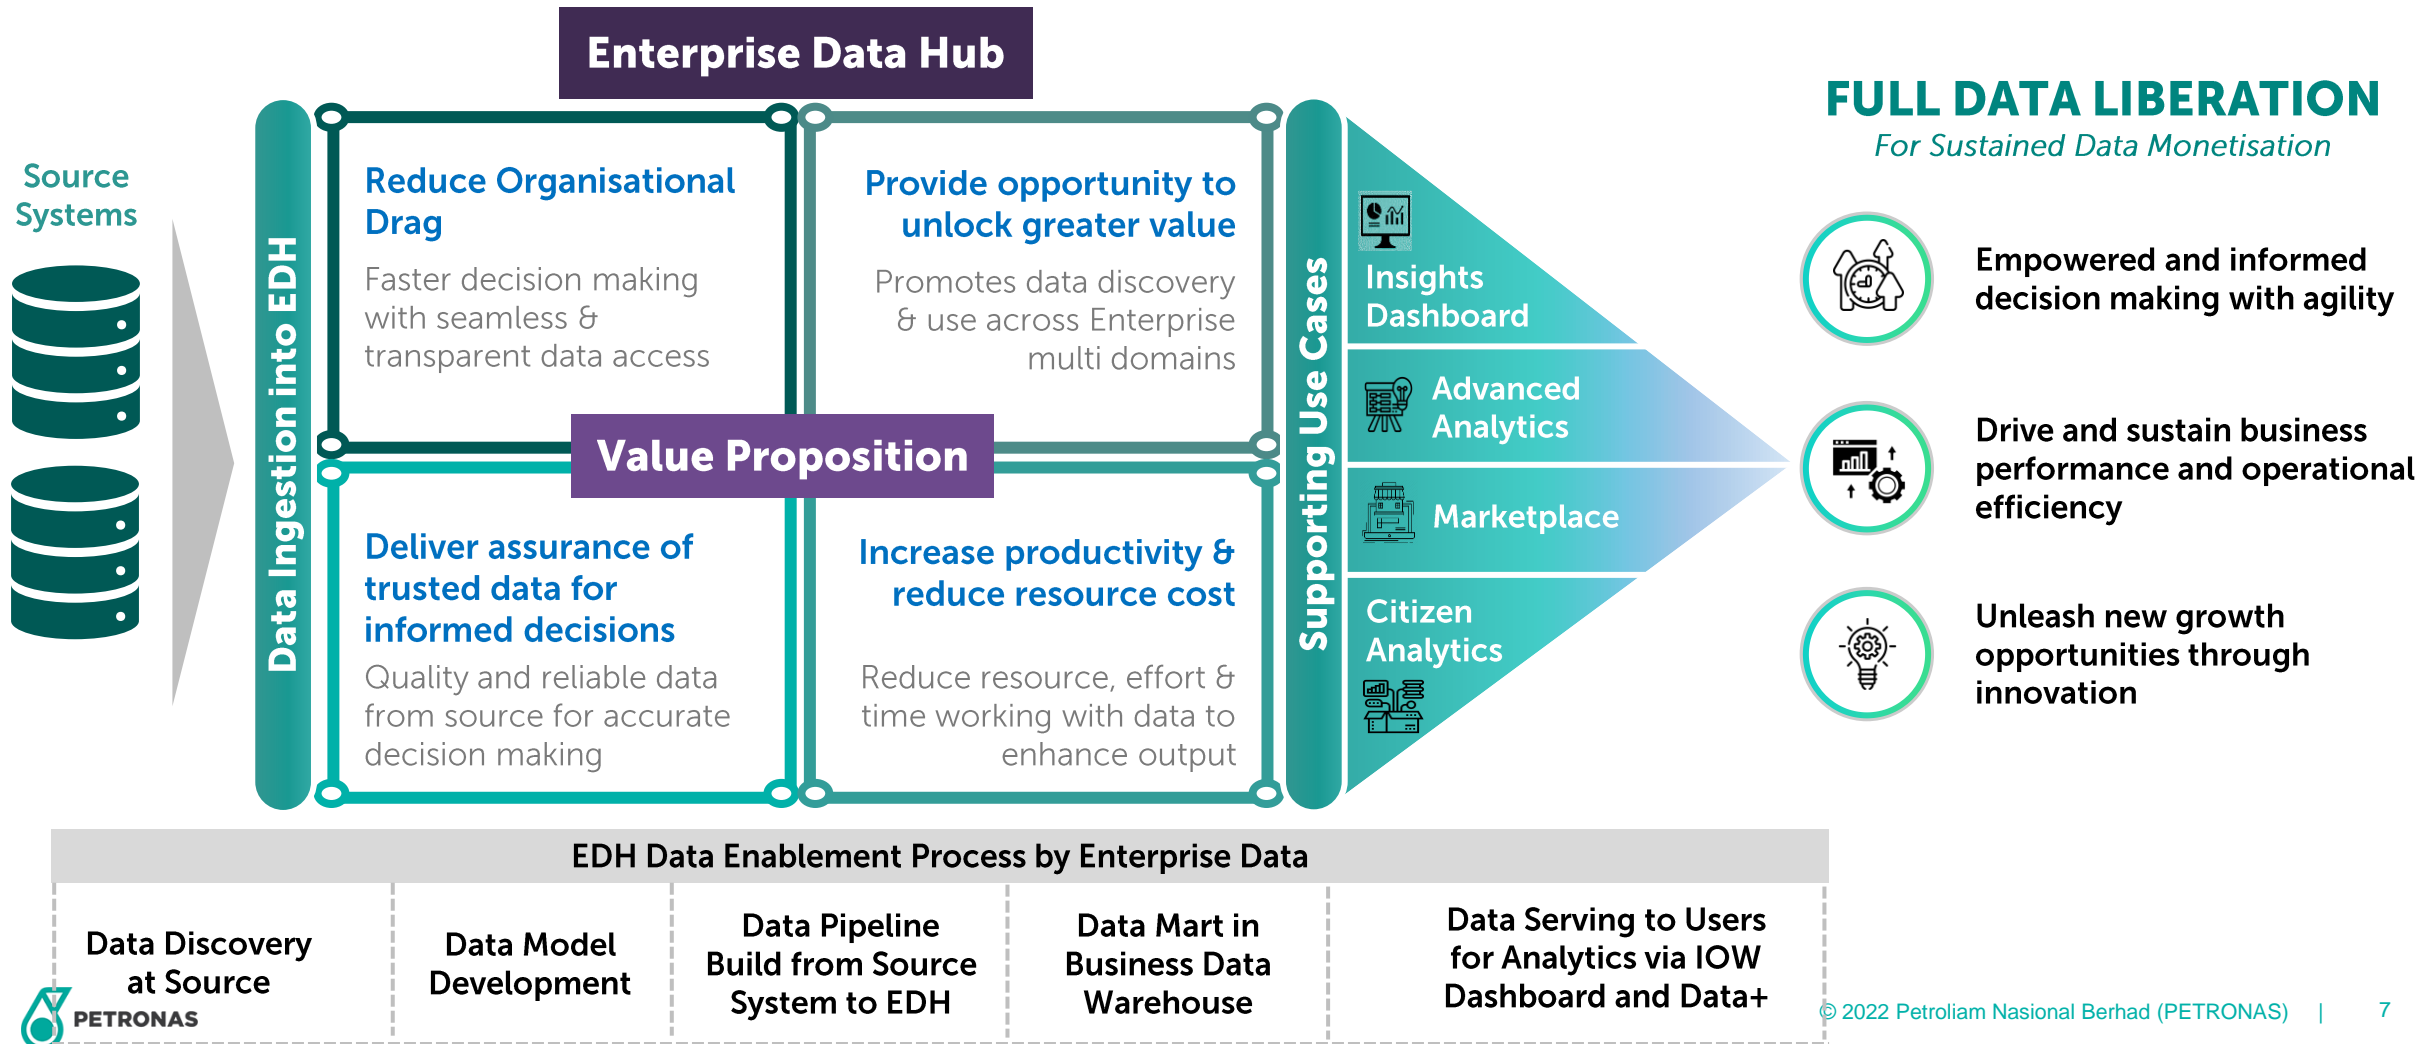 Enterprise Data Hub
FULL DATA LIBERATION
For Sustained Data Monetisation
Source
Systems
Data Ingestion into EDH
Reduce Organisational
Drag
Faster decision making
with seamless &
transparent data access
Provide opportunity to
unlock greater value
Promotes data discovery
& use across Enterprise
multi domains
Value Proposition
Deliver assurance of
trusted data for
informed decisions
Quality and reliable data
from source for accurate
decision making
Increase productivity &
reduce resource cost
Reduce resource, effort &
time working with data to
enhance output
Supporting Use Cases
Insights
Dashboard
Advanced
Analytics
Marketplace
Citizen
Analytics
Empowered and informed
decision making with agility
Drive and sustain business
performance and operational
efficiency
Unleash new growth
opportunities through
innovation
EDH Data Enablement Process by Enterprise Data
Data Discovery
at Source
Data Model
Development
Data Pipeline
Build from Source
System to EDH
Data Mart in
Business Data
Warehouse
Data Serving to Users
for Analytics via IOW
Dashboard and Data+
PETRONAS
© 2022 Petroliam Nasional Berhad (PETRONAS) | 7